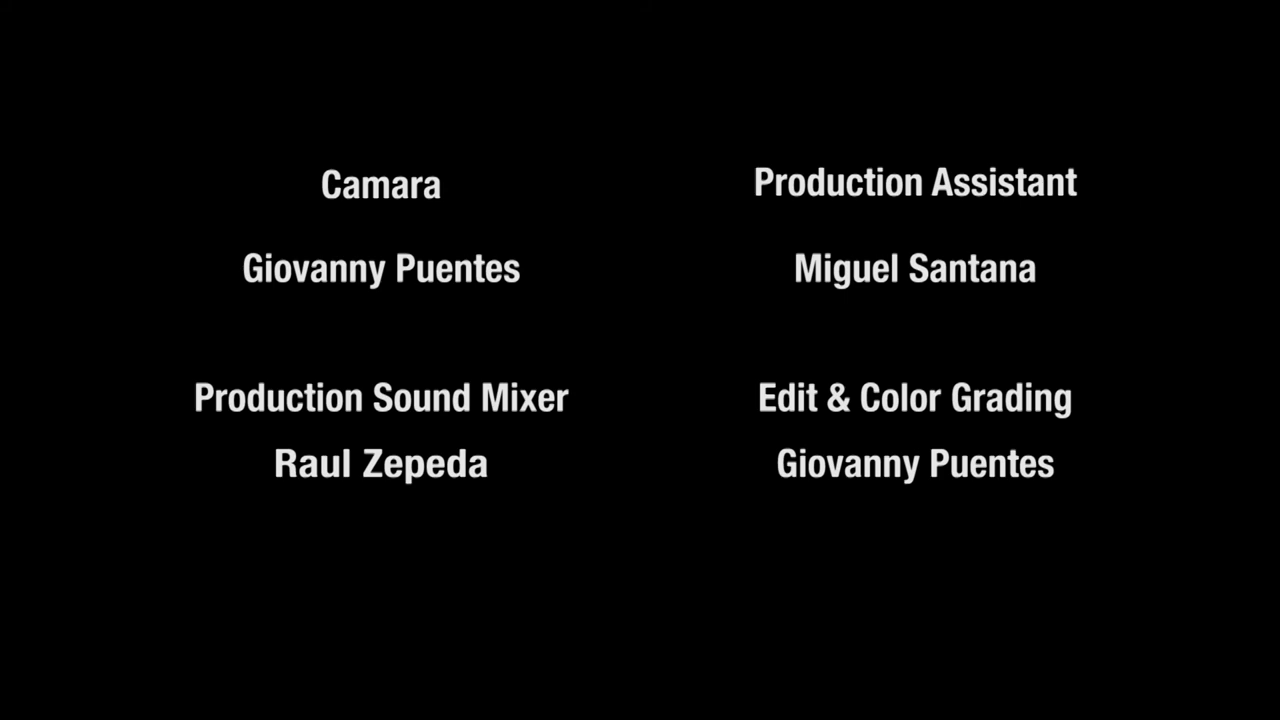 Camara
Giovanny Puentes
Production Assistant
Miguel Santana
Production Sound Mixer
Raul Zepeda
Edit & Color Grading
Giovanny Puentes